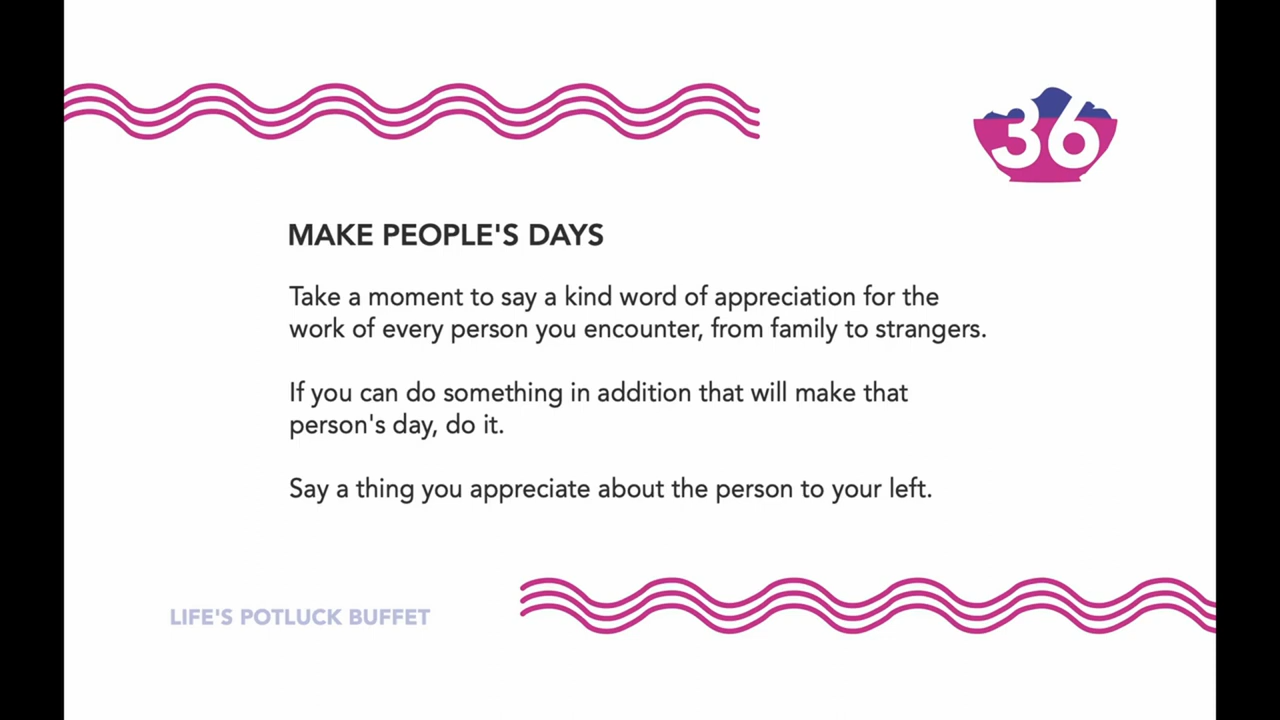 36
MAKE PEOPLE'S DAYS
Take a moment to say a kind word of appreciation for the
work of every person you encounter, from family to strangers.
If you can do something in addition that will make that
person's day, do it.
Say a thing you appreciate about the person to your left.
LIFE'S POTLUCK BUFFET